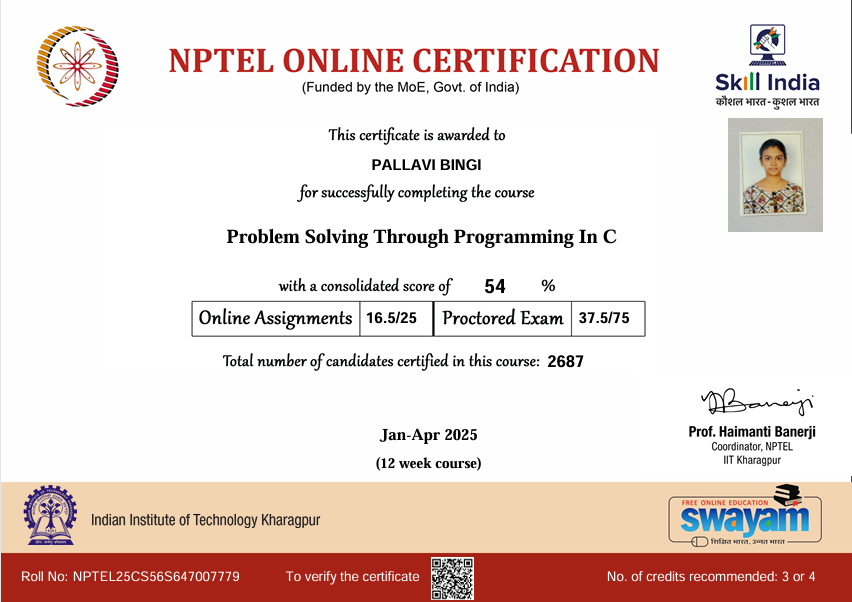 NPTEL ONLINE CERTIFICATION
(Funded by the MoE, Govt. of India)
Skill India
कौशल भारत - कुशल भारत
This certificate is awarded to
PALLAVI BINGI
for successfully completing the course
Problem Solving Through Programming In C
with a consolidated score of 54 %
Online Assignments 16.5/25 Proctored Exam 37.5/75
Total number of candidates certified in this course: 2687
Jan-Apr 2025
(12 week course)
Prof. Haimanti Banerji
Coordinator, NPTEL
IIT Kharagpur
Indian Institute of Technology Kharagpur
FREE ONLINE EDUCATION
swayam
शिक्षित भारत, उन्नत भारत
Roll No: NPTEL25CS56S647007779
To verify the certificate
No. of credits recommended: 3 or 4